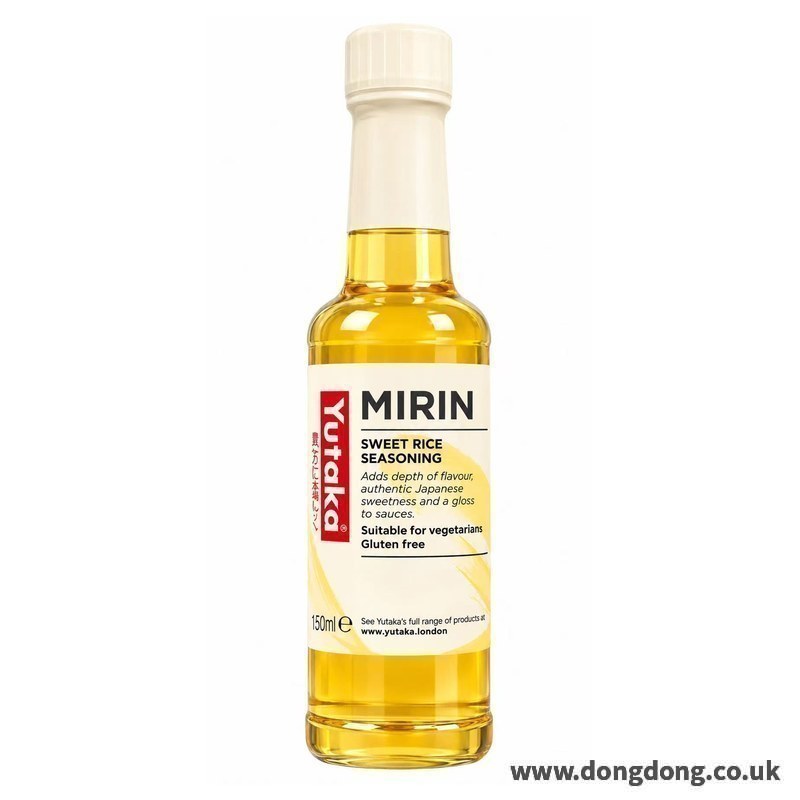 Yutaka®
MIRIN
SWEET RICE
SEASONING
Adds depth of flavour,
authentic Japanese
sweetness and a gloss
to sauces.
Suitable for vegetarians
Gluten free
150ml e
See Yutaka's full range of products at
www.yutaka.london
www.dongdong.co.uk